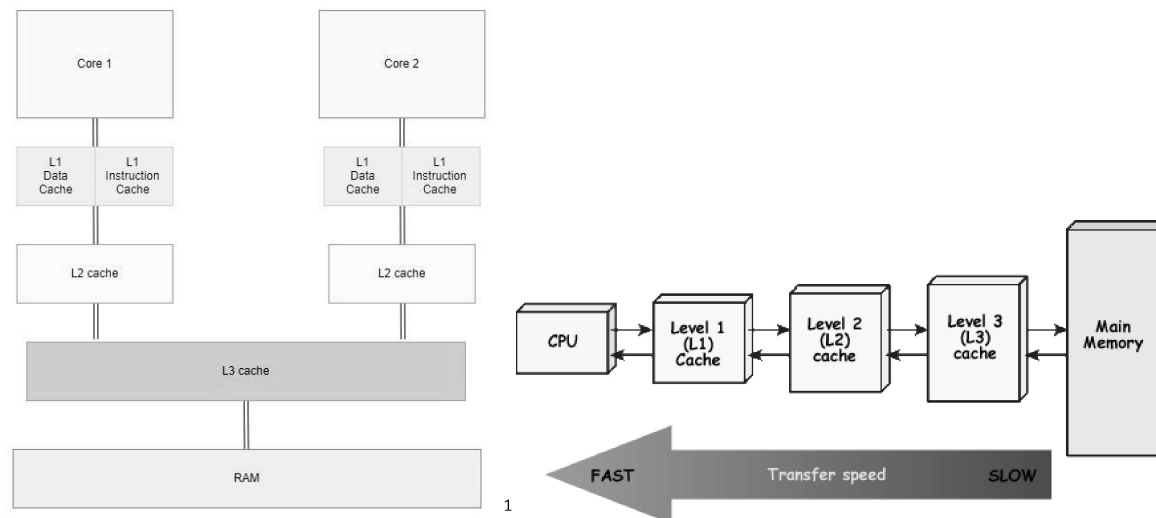 Core 1
Core 2
L1
Data
Cache
L1
Instruction
Cache
L1
Data
Cache
L1
Instruction
Cache
L2 cache
L2 cache
L3 cache
RAM
1
CPU
Level 1
(L1)
Cache
Level 2
(L2)
cache
Level 3
(L3)
cache
Main
Memory
FAST
Transfer speed
SLOW